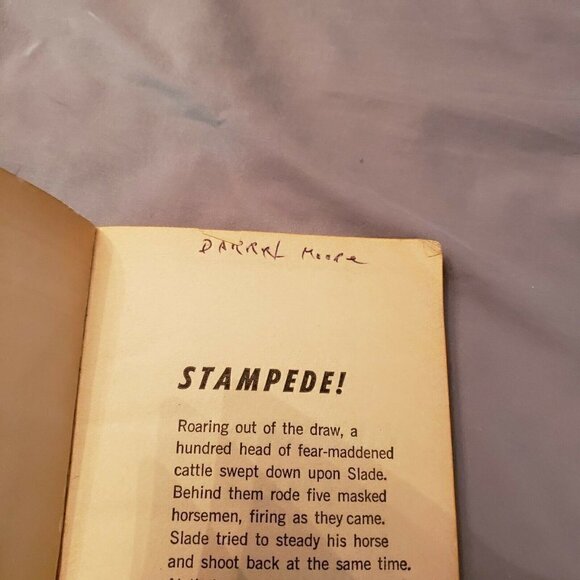 DARRRL Moore
STAMPEDE!
Roaring out of the draw, a
hundred head of fear-maddened
cattle swept down upon Slade.
Behind them rode five masked
horsemen, firing as they came.
Slade tried to steady his horse
and shoot back at the same time.